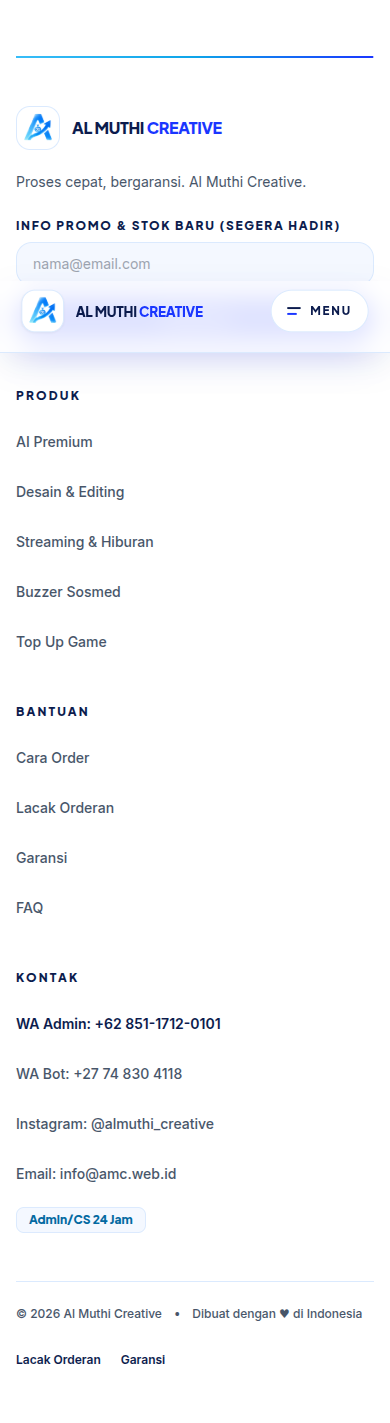 AL MUTHI CREATIVE
Proses cepat, bergaransi. Al Muthi Creative.
INFO PROMO & STOK BARU (SEGERA HADIR)
nama@email.com
AL MUTHI CREATIVE
MENU
PRODUK
AI Premium
Desain & Editing
Streaming & Hiburan
Buzzer Sosmed
Top Up Game
BANTUAN
Cara Order
Lacak Orderan
Garansi
FAQ
KONTAK
WA Admin: +62 851-1712-0101
WA Bot: +27 74 830 4118
Instagram: @almuthi_creative
Email: info@amc.web.id
Admin/CS 24 Jam
© 2026 Al Muthi Creative • Dibuat dengan ♥ di Indonesia
Lacak Orderan Garansi